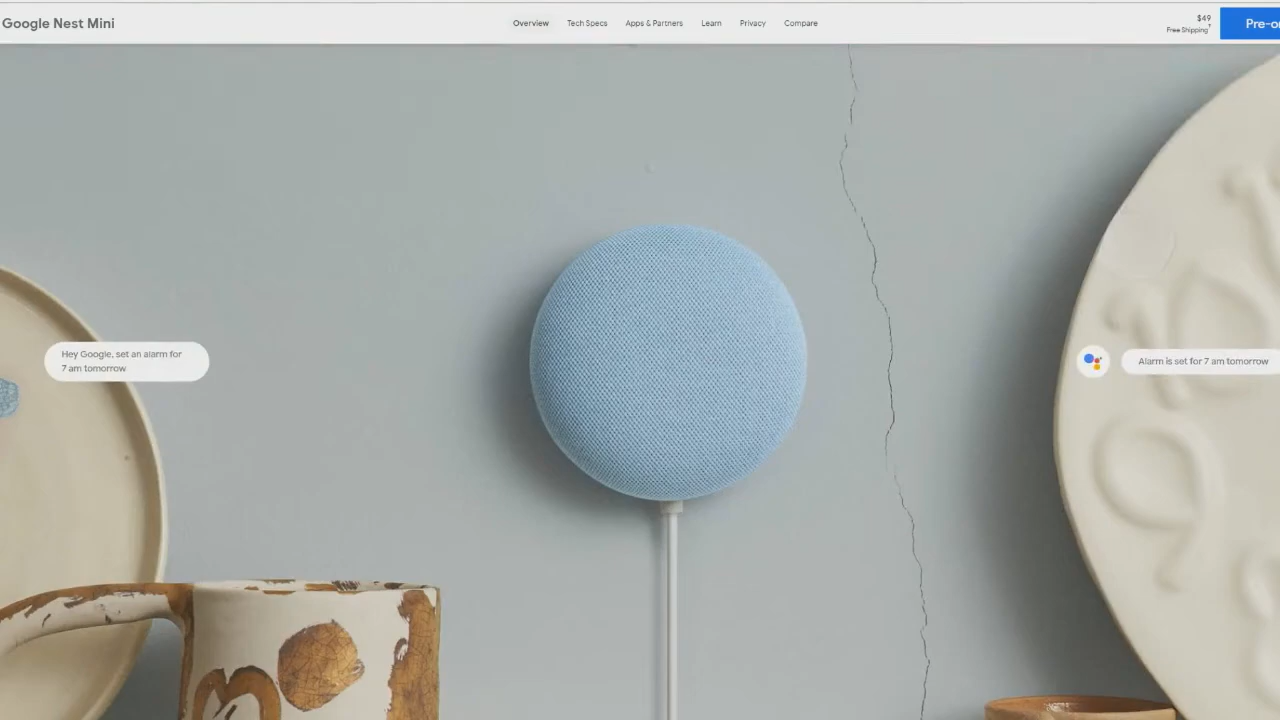 Google Nest Mini
Overview
Tech Specs
Apps & Partners
Learn
Privacy
Compare
$49
Free Shipping†
Pre-o
Hey Google, set an alarm for
7 am tomorrow
Alarm is set for 7 am tomorrow